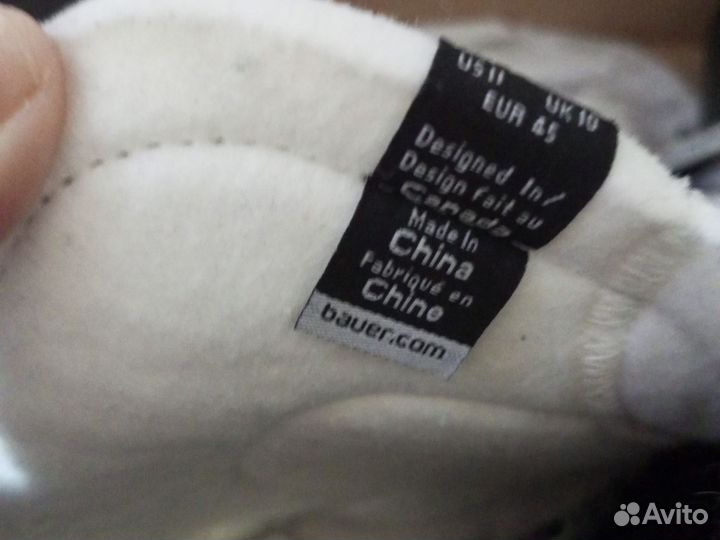 US 11 UK 10
EUR 45
Designed In/
Design Fait au
Canada
Made In
China
Fabriqué en
Chine
bauer.com
Avito